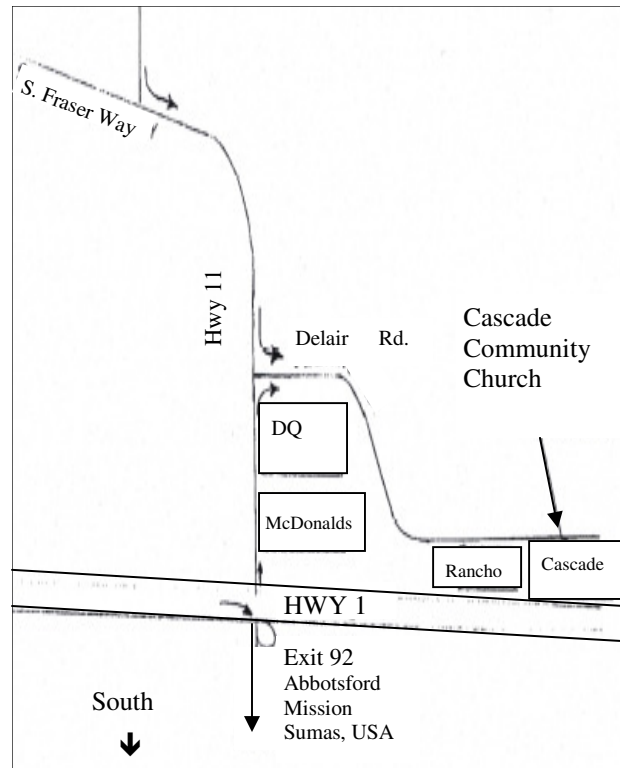 S. Fraser Way
Hwy 11
Delair Rd.
Cascade
Community
Church
DQ
McDonalds
Rancho
Cascade
HWY 1
Exit 92
Abbotsford
Mission
Sumas, USA
South